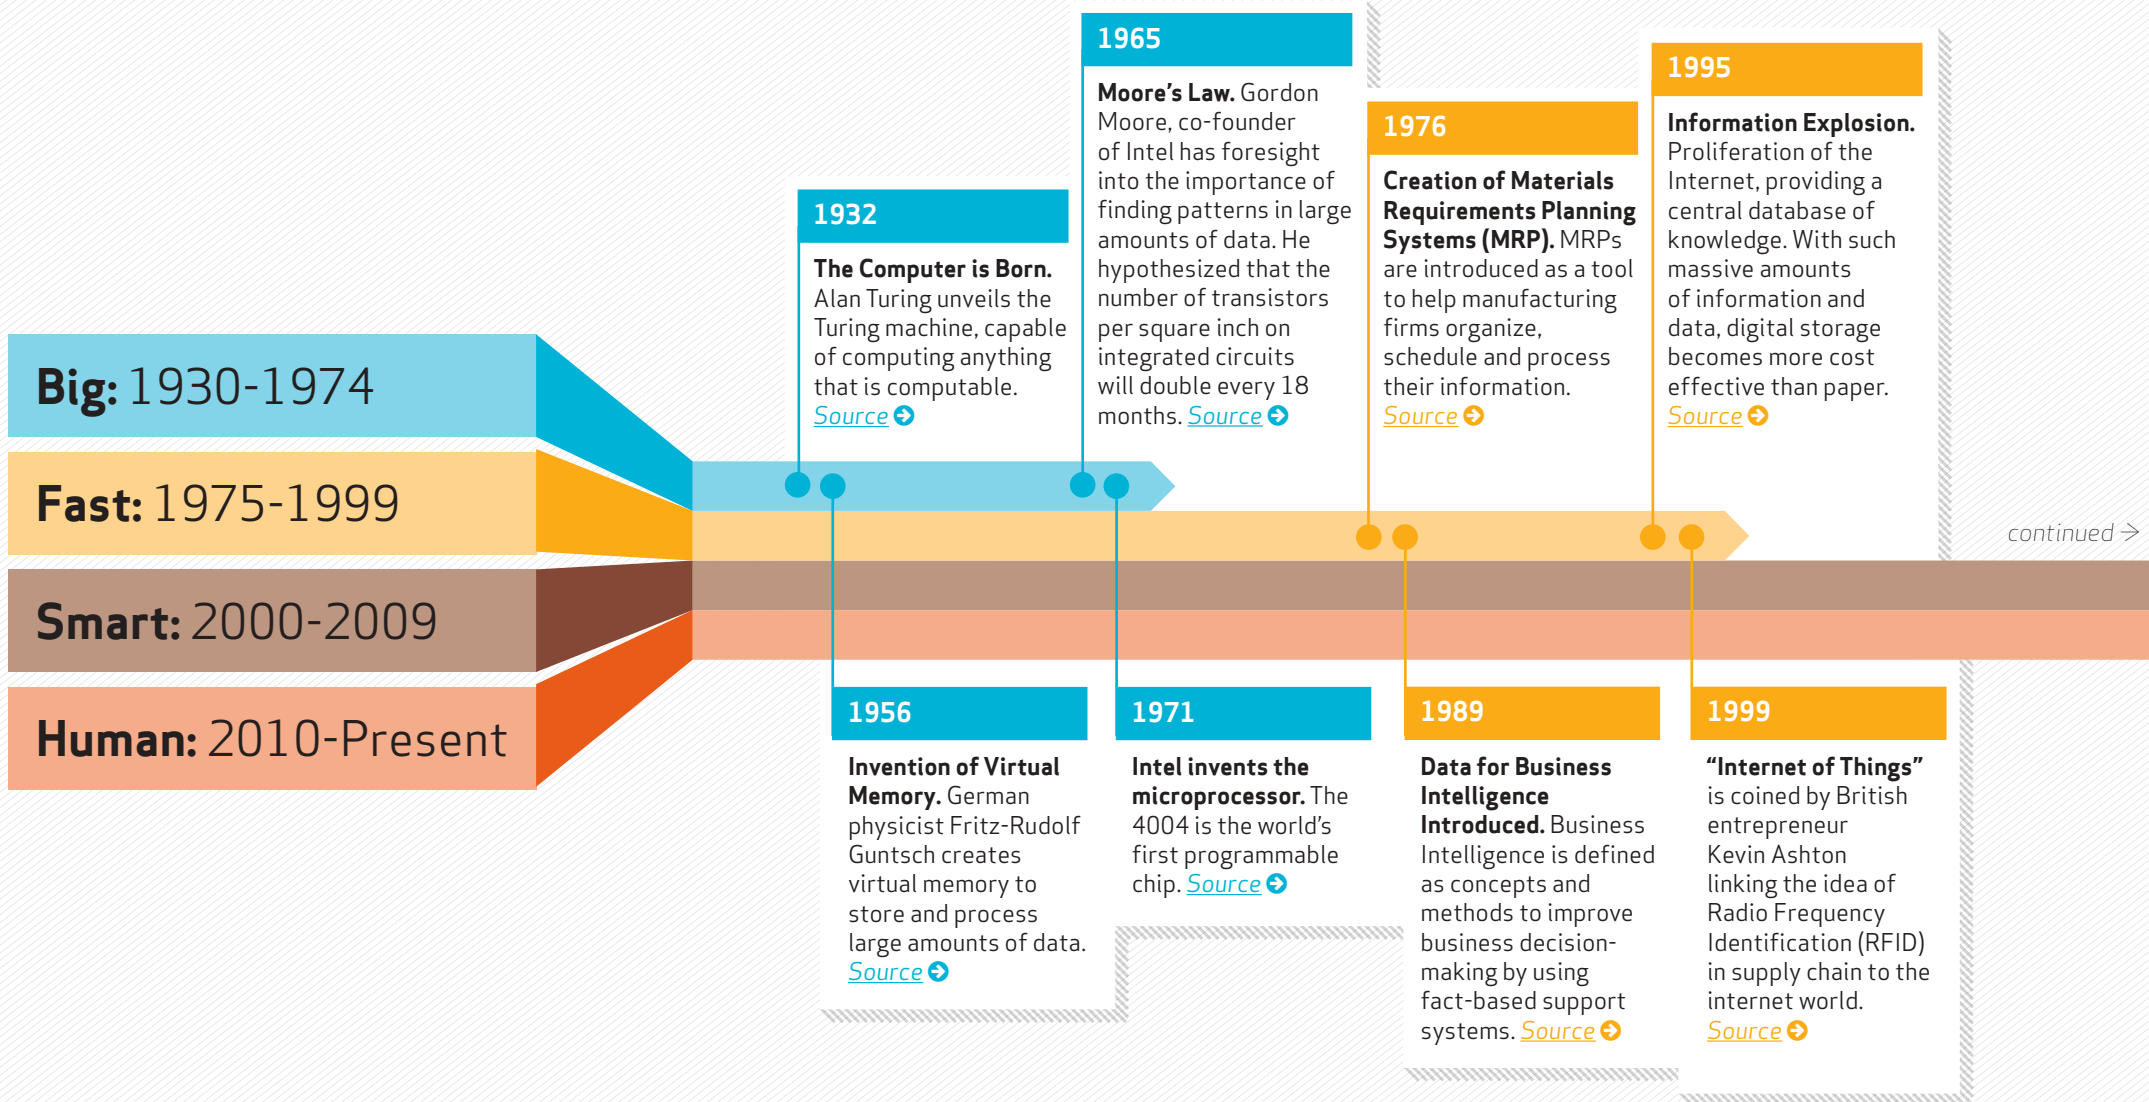 Big: 1930-1974
Fast: 1975-1999
Smart: 2000-2009
Human: 2010-Present
1932
The Computer is Born.
Alan Turing unveils the
Turing machine, capable
of computing anything
that is computable.
Source
1965
Moore’s Law. Gordon
Moore, co-founder
of Intel has foresight
into the importance of
finding patterns in large
amounts of data. He
hypothesized that the
number of transistors
per square inch on
integrated circuits
will double every 18
months. Source
1976
Creation of Materials
Requirements Planning
Systems (MRP). MRPs
are introduced as a tool
to help manufacturing
firms organize,
schedule and process
their information.
Source
1995
Information Explosion.
Proliferation of the
Internet, providing a
central database of
knowledge. With such
massive amounts
of information and
data, digital storage
becomes more cost
effective than paper.
Source
continued →
1956
Invention of Virtual
Memory. German
physicist Fritz-Rudolf
Guntsch creates
virtual memory to
store and process
large amounts of data.
Source
1971
Intel invents the
microprocessor. The
4004 is the world’s
first programmable
chip. Source
1989
Data for Business
Intelligence
Introduced. Business
Intelligence is defined
as concepts and
methods to improve
business decision-
making by using
fact-based support
systems. Source
1999
“Internet of Things”
is coined by British
entrepreneur
Kevin Ashton
linking the idea of
Radio Frequency
Identification (RFID)
in supply chain to the
internet world.
Source